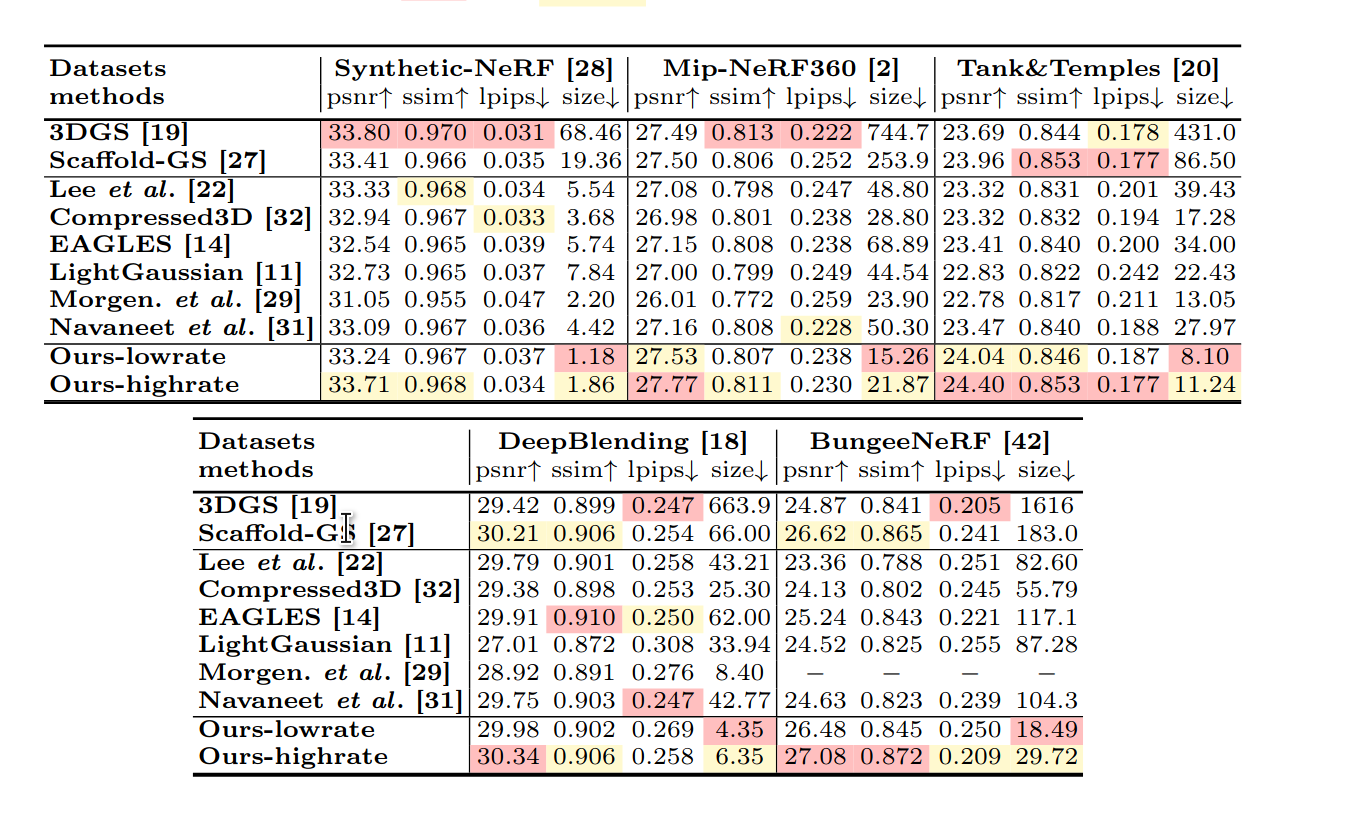 Datasets Synthetic-NeRF [28] Mip-NeRF360 [2] Tank&Temples [20]
methods psnr↑ ssim↑ lpips↓ size↓ psnr↑ ssim↑ lpips↓ size↓ psnr↑ ssim↑ lpips↓ size↓
3DGS [19] 33.80 0.970 0.031 68.46 27.49 0.813 0.222 744.7 23.69 0.844 0.178 431.0
Scaffold-GS [27] 33.41 0.966 0.035 19.36 27.50 0.806 0.252 253.9 23.96 0.853 0.177 86.50
Lee et al. [22] 33.33 0.968 0.034 5.54 27.08 0.798 0.247 48.80 23.32 0.831 0.201 39.43
Compressed3D [32] 32.94 0.967 0.033 3.68 26.98 0.801 0.238 28.80 23.32 0.832 0.194 17.28
EAGLES [14] 32.54 0.965 0.039 5.74 27.15 0.808 0.238 68.89 23.41 0.840 0.200 34.00
LightGaussian [11] 32.73 0.965 0.037 7.84 27.00 0.799 0.249 44.54 22.83 0.822 0.242 22.43
Morgen. et al. [29] 31.05 0.955 0.047 2.20 26.01 0.772 0.259 23.90 22.78 0.817 0.211 13.05
Navaneet et al. [31] 33.09 0.967 0.036 4.42 27.16 0.808 0.228 50.30 23.47 0.840 0.188 27.97
Ours-lowrate 33.24 0.967 0.037 1.18 27.53 0.807 0.238 15.26 24.04 0.846 0.187 8.10
Ours-highrate 33.71 0.968 0.034 1.86 27.77 0.811 0.230 21.87 24.40 0.853 0.177 11.24
Datasets DeepBlending [18] BungeeNeRF [42]
methods psnr↑ ssim↑ lpips↓ size↓ psnr↑ ssim↑ lpips↓ size↓
3DGS [19] 29.42 0.899 0.247 663.9 24.87 0.841 0.205 1616
Scaffold-GS [27] 30.21 0.906 0.254 66.00 26.62 0.865 0.241 183.0
Lee et al. [22] 29.79 0.901 0.258 43.21 23.36 0.788 0.251 82.60
Compressed3D [32] 29.38 0.898 0.253 25.30 24.13 0.802 0.245 55.79
EAGLES [14] 29.91 0.910 0.250 62.00 25.24 0.843 0.221 117.1
LightGaussian [11] 27.01 0.872 0.308 33.94 24.52 0.825 0.255 87.28
Morgen. et al. [29] 28.92 0.891 0.276 8.40 – – – –
Navaneet et al. [31] 29.75 0.903 0.247 42.77 24.63 0.823 0.239 104.3
Ours-lowrate 29.98 0.902 0.269 4.35 26.48 0.845 0.250 18.49
Ours-highrate 30.34 0.906 0.258 6.35 27.08 0.872 0.209 29.72